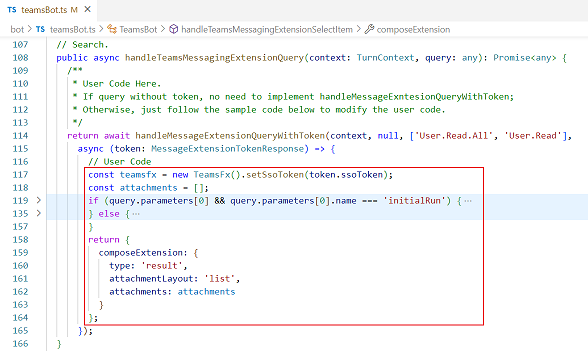 TS teamsBot.ts M ×
bot > TS teamsBot.ts > TeamsBot > handleTeamsMessagingExtensionSelectItem > composeExtension
107 // Search.
108 public async handleTeamsMessagingExtensionQuery(context: TurnContext, query: any): Promise<any> {
109 /**
110 * User Code Here.
111 * If query without token, no need to implement handleMessageExntesionQueryWithToken;
112 * Otherwise, just follow the sample code below to modify the user code.
113 */
114 return await handleMessageExtensionQueryWithToken(context, null, ['User.Read.All', 'User.Read'],
115 async (token: MessageExtensionTokenResponse) => {
116 // User Code
117 const teamsfx = new TeamsFx().setSsoToken(token.ssoToken);
118 const attachments = [];
119 if (query.parameters[0] && query.parameters[0].name === 'initialRun') { ···
135 } else { ···
157 }
158 return {
159 composeExtension: {
160 type: 'result',
161 attachmentLayout: 'list',
162 attachments: attachments
163 }
164 };
165 });
166 }